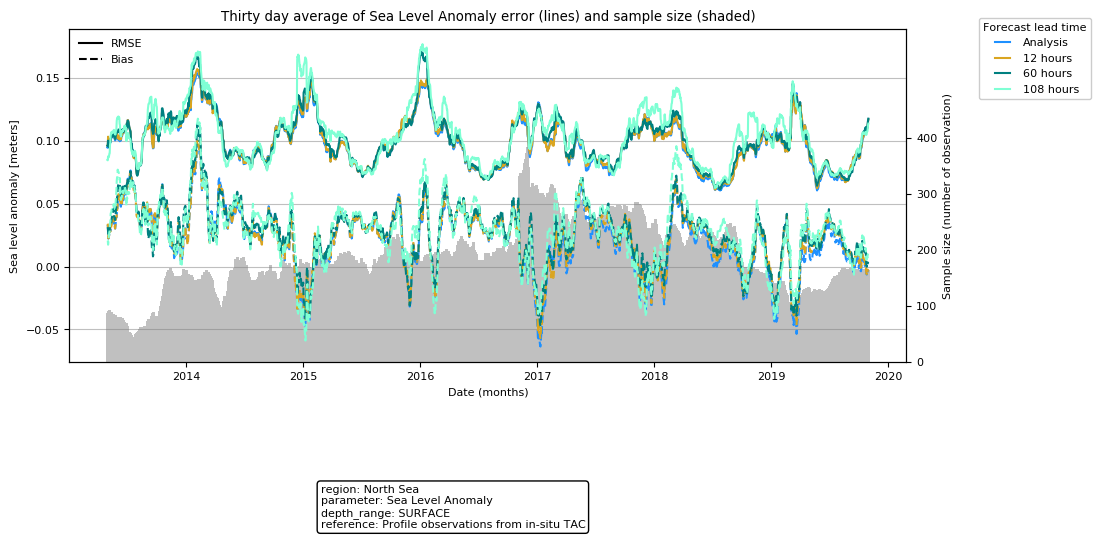 Thirty day average of Sea Level Anomaly error (lines) and sample size (shaded)
RMSE
Bias
Forecast lead time
Analysis
12 hours
60 hours
108 hours
Sea level anomaly [meters]
0.15
0.10
0.05
0.00
−0.05
Sample size (number of observation)
400
300
200
100
0
2014
2015
2016
2017
2018
2019
2020
Date (months)
region: North Sea
parameter: Sea Level Anomaly
depth_range: SURFACE
reference: Profile observations from in-situ TAC